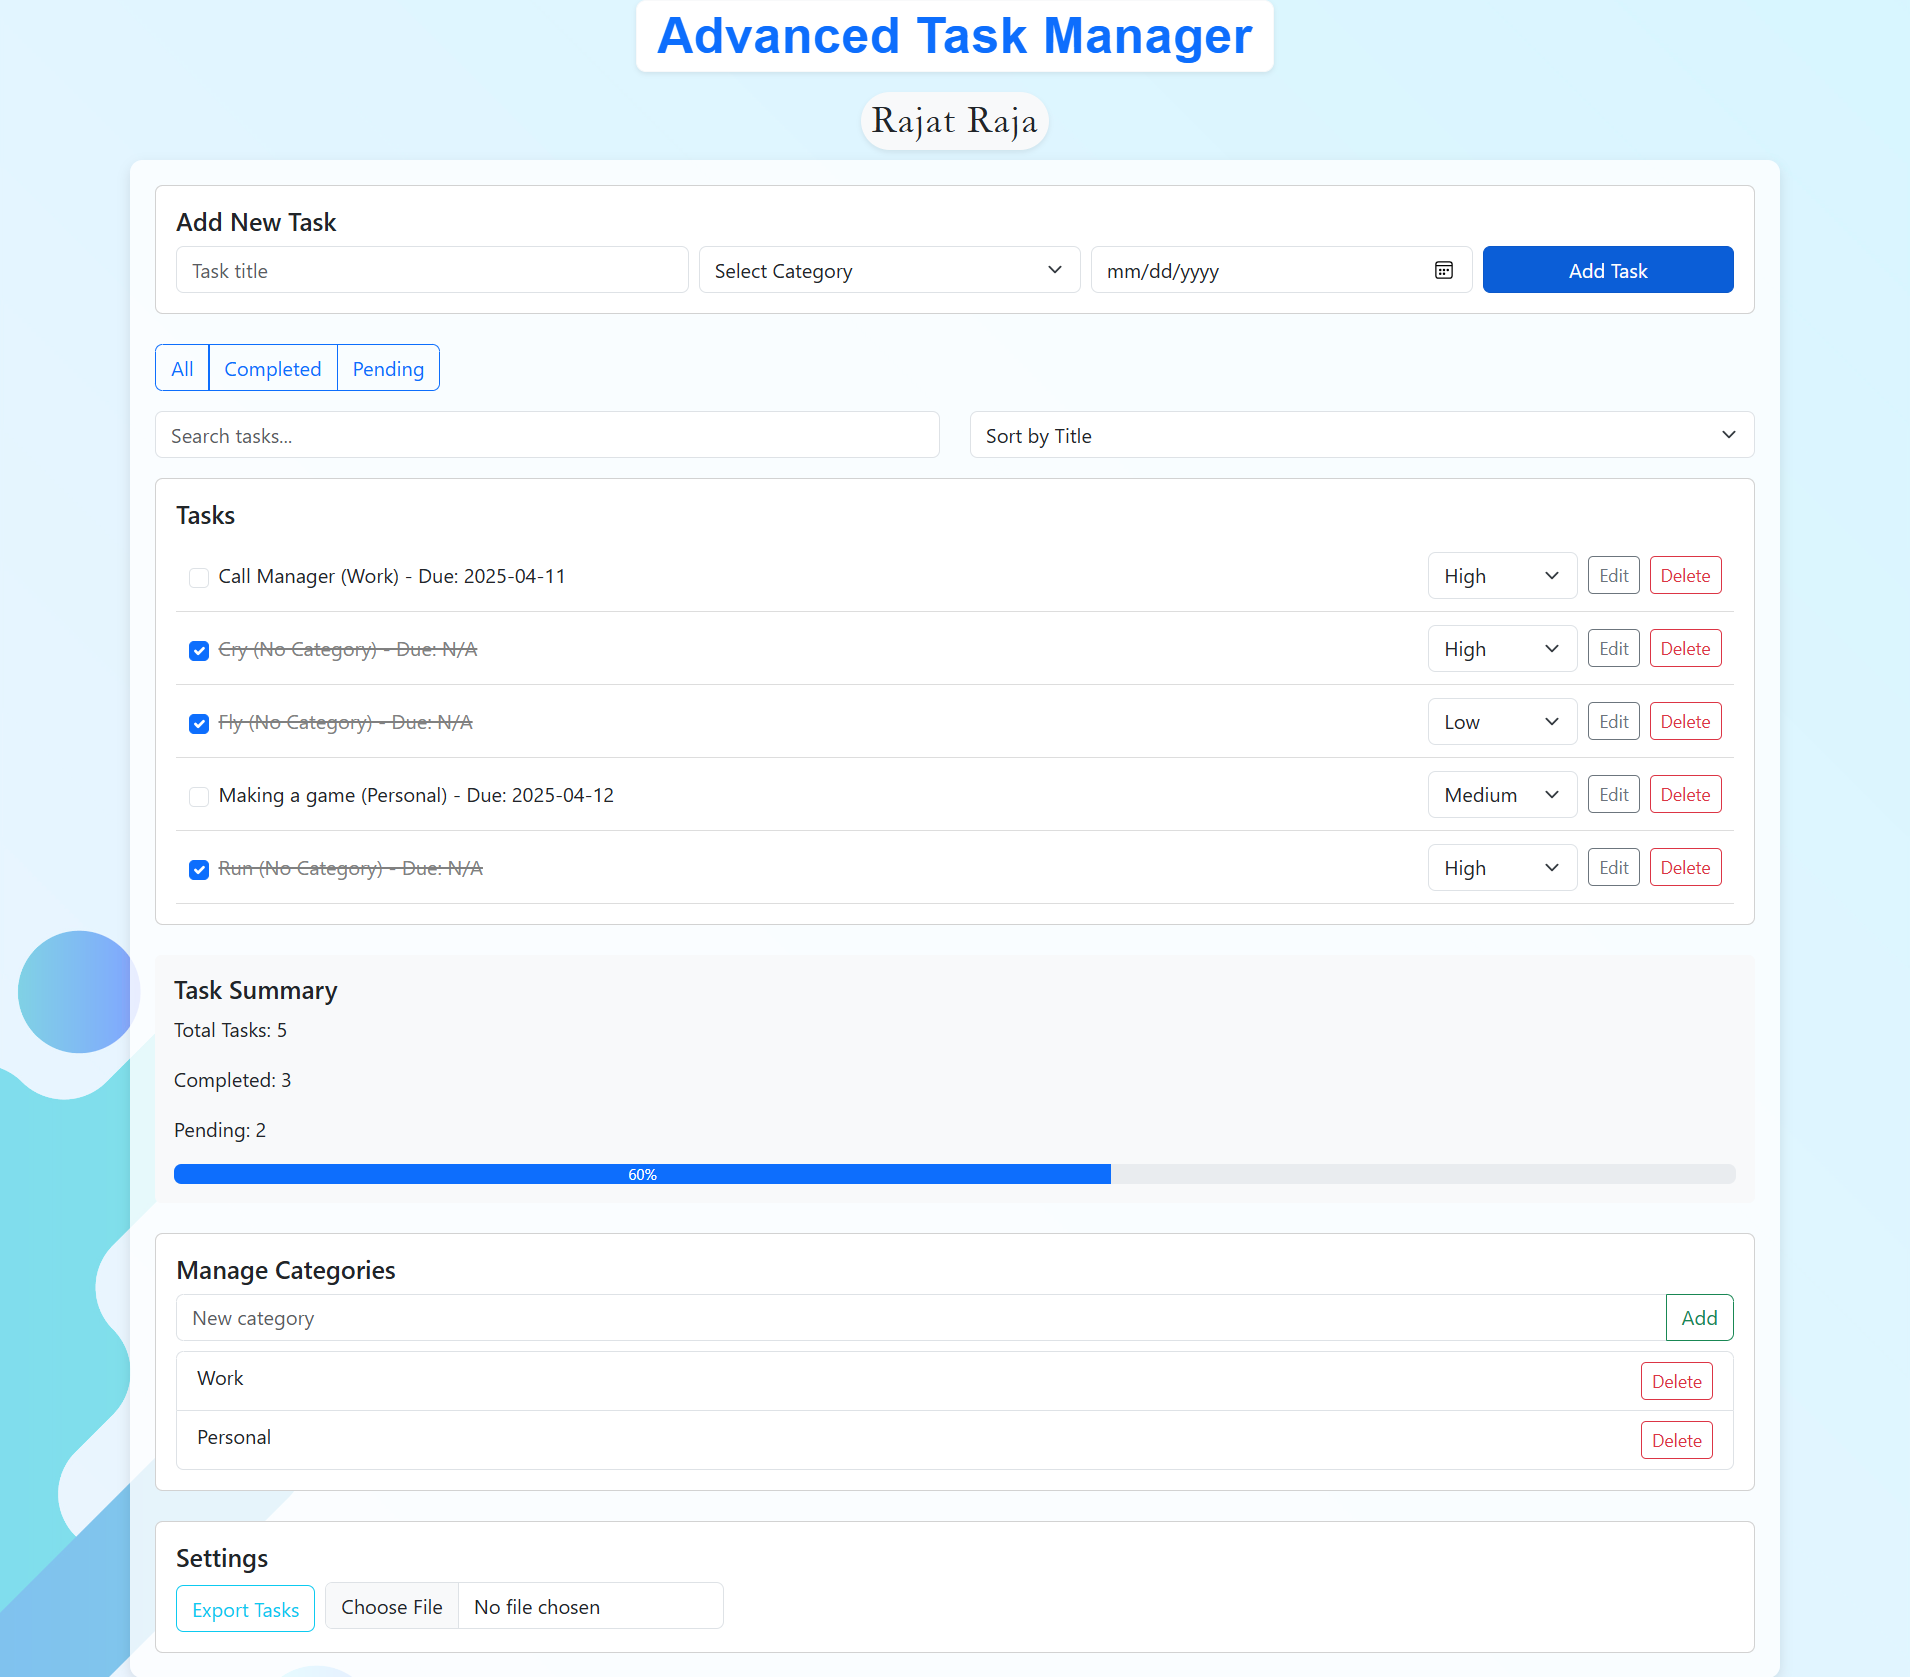 Advanced Task Manager
Rajat Raja
Add New Task
Task title Select Category mm/dd/yyyy Add Task
All Completed Pending
Search tasks... Sort by Title
Tasks
Call Manager (Work) - Due: 2025-04-11 High Edit Delete
Cry (No Category) - Due: N/A High Edit Delete
Fly (No Category) - Due: N/A Low Edit Delete
Making a game (Personal) - Due: 2025-04-12 Medium Edit Delete
Run (No Category) - Due: N/A High Edit Delete
Task Summary
Total Tasks: 5
Completed: 3
Pending: 2
60%
Manage Categories
New category Add
Work Delete
Personal Delete
Settings
Export Tasks Choose File No file chosen